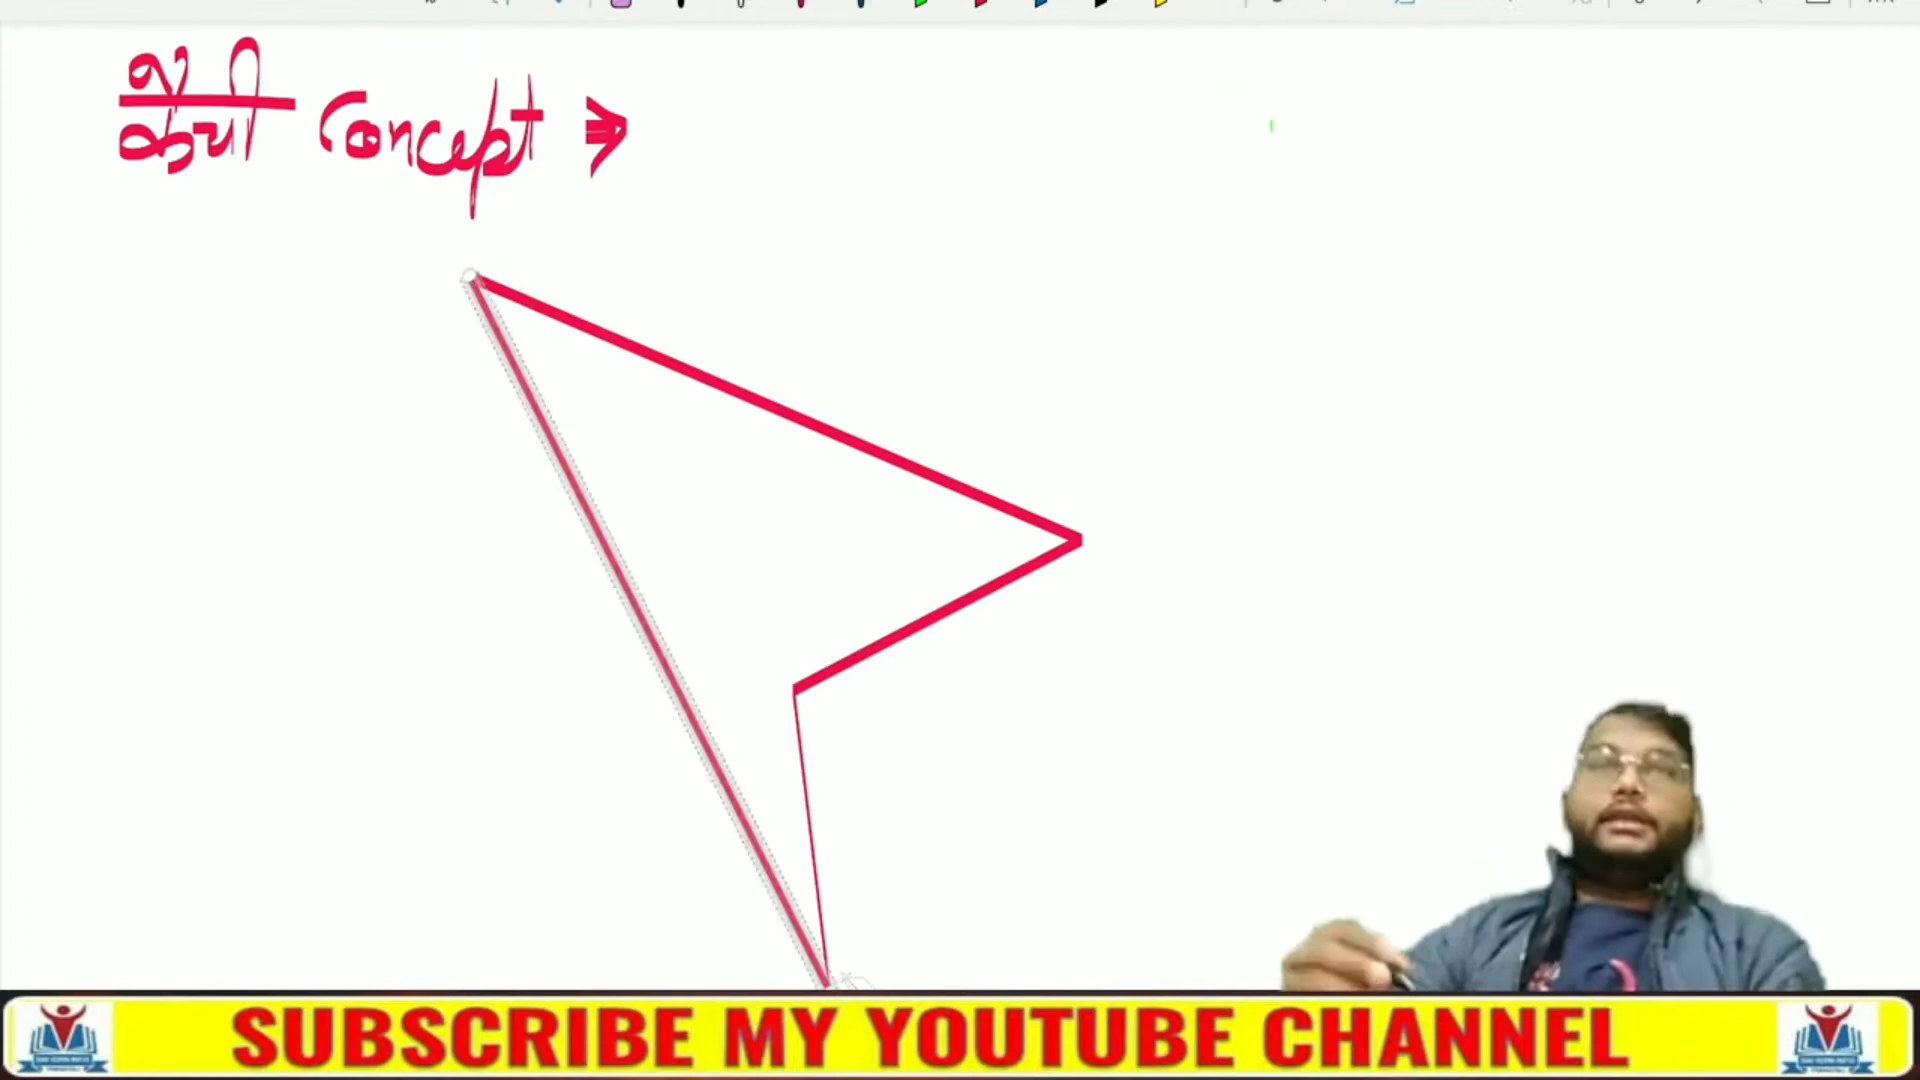 कैंची Concept ⇒
SUBSCRIBE MY YOUTUBE CHANNEL